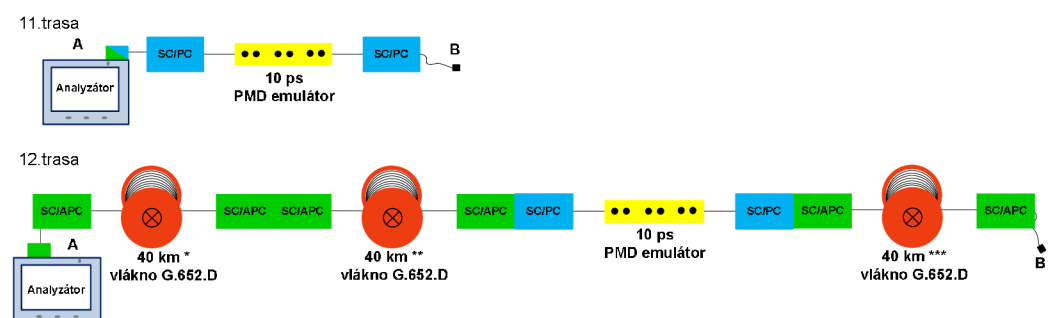 11.trasa
A
SC/PC
SC/PC
B
Analyzátor
10 ps
PMD emulátor
12.trasa
SC/APC
SC/APC
SC/APC
SC/APC
SC/PC
SC/PC
SC/APC
SC/APC
A
10 ps
PMD emulátor
40 km *
vlákno G.652.D
40 km **
vlákno G.652.D
40 km ***
vlákno G.652.D
B
Analyzátor